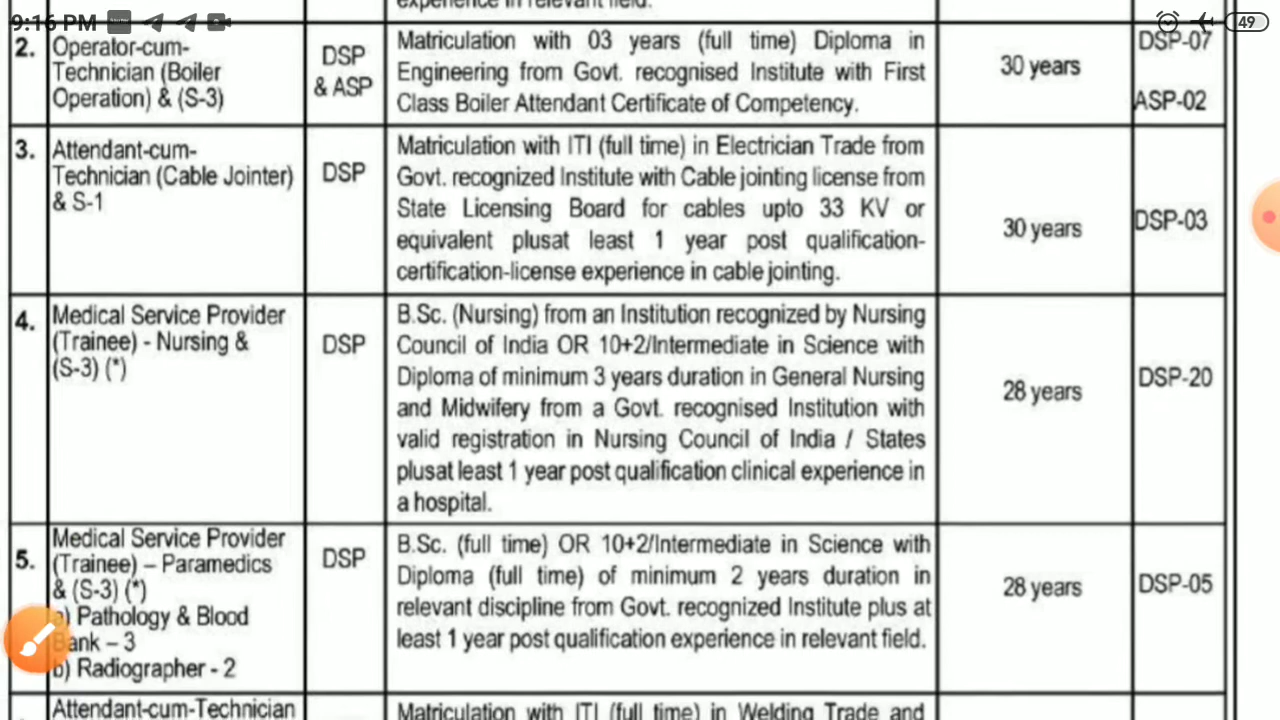 experience in relevant field.
9:16 PM
49
2.
Operator-cum-
Technician (Boiler
Operation) & (S-3)
DSP
& ASP
Matriculation with 03 years (full time) Diploma in
Engineering from Govt. recognised Institute with First
Class Boiler Attendant Certificate of Competency.
30 years
DSP-07
ASP-02
3.
Attendant-cum-
Technician (Cable Jointer)
& S-1
DSP
Matriculation with ITI (full time) in Electrician Trade from
Govt. recognized Institute with Cable jointing license from
State Licensing Board for cables upto 33 KV or
equivalent plusat least 1 year post qualification-
certification-license experience in cable jointing.
30 years
DSP-03
4.
Medical Service Provider
(Trainee) - Nursing &
(S-3) (*)
DSP
B.Sc. (Nursing) from an Institution recognized by Nursing
Council of India OR 10+2/Intermediate in Science with
Diploma of minimum 3 years duration in General Nursing
and Midwifery from a Govt. recognised Institution with
valid registration in Nursing Council of India / States
plusat least 1 year post qualification clinical experience in
a hospital.
28 years
DSP-20
5.
Medical Service Provider
(Trainee) – Paramedics
& (S-3) (*)
a) Pathology & Blood
Bank – 3
b) Radiographer - 2
DSP
B.Sc. (full time) OR 10+2/Intermediate in Science with
Diploma (full time) of minimum 2 years duration in
relevant discipline from Govt. recognized Institute plus at
least 1 year post qualification experience in relevant field.
28 years
DSP-05
Attendant-cum-Technician
Matriculation with ITI (full time) in Welding Trade and